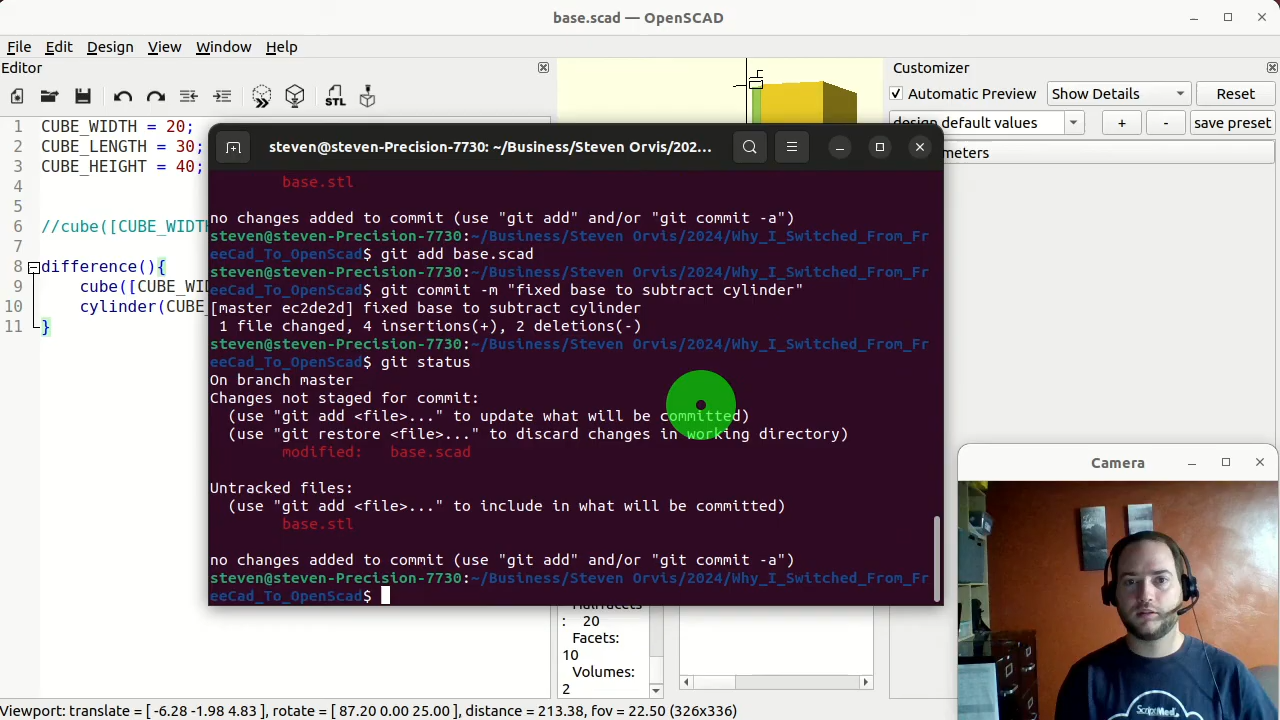 base.scad — OpenSCAD
File Edit Design View Window Help
Editor
Customizer
Automatic Preview
Show Details
Reset
design default values
+
-
save preset
STL
1 CUBE_WIDTH = 20;
2 CUBE_LENGTH = 30;
3 CUBE_HEIGHT = 40;
4
5
6 //cube([CUBE_WIDTH
7
8 difference(){
9 cube([CUBE_WID
10 cylinder(CUBE_
11 }
steven@steven-Precision-7730: ~/Business/Steven Orvis/202...
base.stl
no changes added to commit (use "git add" and/or "git commit -a")
steven@steven-Precision-7730:~/Business/Steven Orvis/2024/Why_I_Switched_From_Fr
eeCad_To_OpenScad$ git add base.scad
steven@steven-Precision-7730:~/Business/Steven Orvis/2024/Why_I_Switched_From_Fr
eeCad_To_OpenScad$ git commit -m "fixed base to subtract cylinder"
[master ec2de2d] fixed base to subtract cylinder
1 file changed, 4 insertions(+), 2 deletions(-)
steven@steven-Precision-7730:~/Business/Steven Orvis/2024/Why_I_Switched_From_Fr
eeCad_To_OpenScad$ git status
On branch master
Changes not staged for commit:
(use "git add <file>..." to update what will be committed)
(use "git restore <file>..." to discard changes in working directory)
modified: base.scad
Untracked files:
(use "git add <file>..." to include in what will be committed)
base.stl
no changes added to commit (use "git add" and/or "git commit -a")
steven@steven-Precision-7730:~/Business/Steven Orvis/2024/Why_I_Switched_From_Fr
eeCad_To_OpenScad$
meters
: 20
Facets:
10
Volumes:
2
Camera
ScriptMed
Viewport: translate = [ -6.28 -1.98 4.83 ], rotate = [ 87.20 0.00 25.00 ], distance = 213.38, fov = 22.50 (326x336)